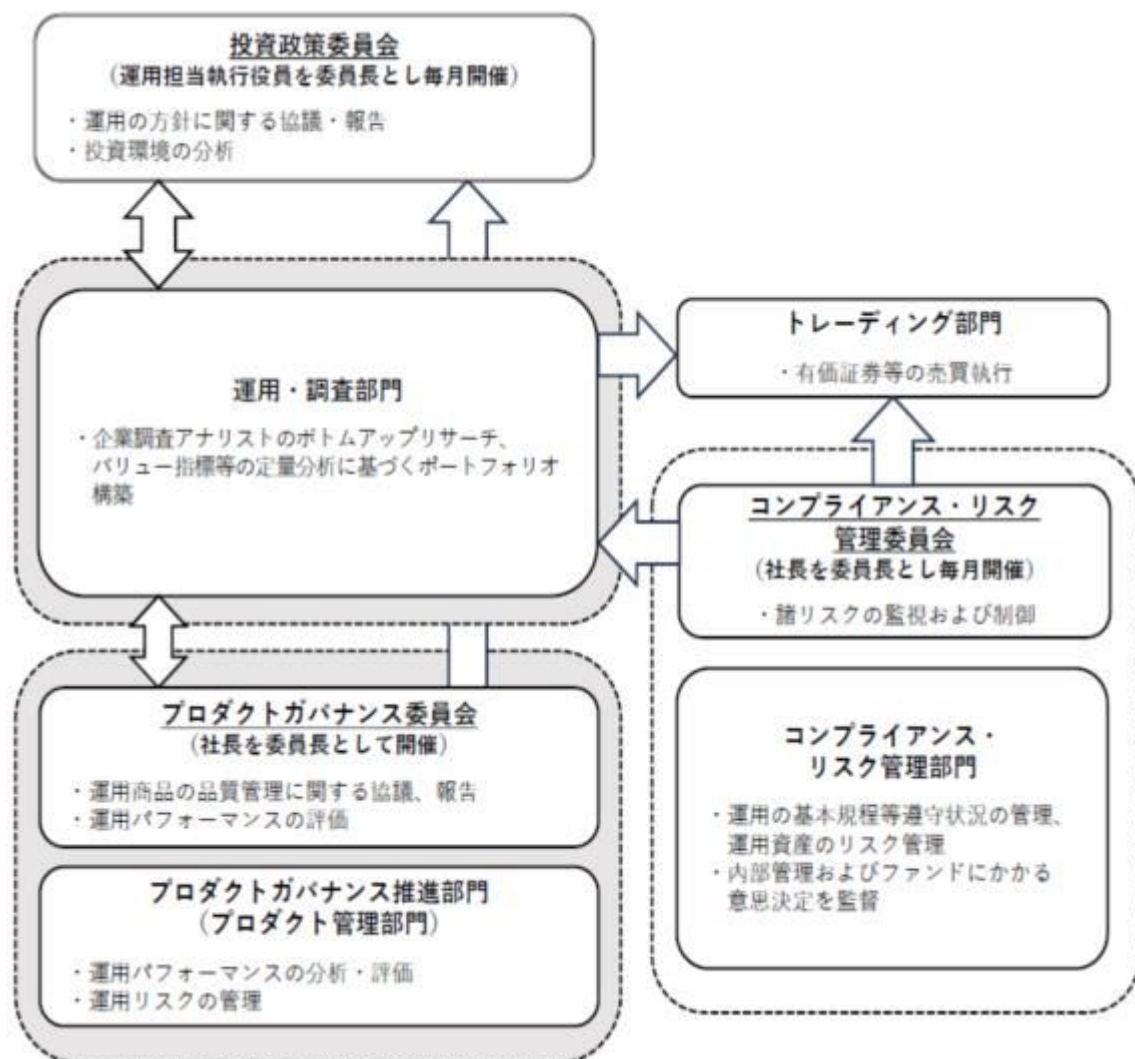 投資政策委員会
(運用担当執行役員を委員長とし毎月開催)
・運用の方針に関する協議・報告
・投資環境の分析
運用・調査部門
・企業調査アナリストのボトムアップリサーチ、
バリュー指標等の定量分析に基づくポートフォリオ
構築
トレーディング部門
・有価証券等の売買執行
コンプライアンス・リスク
管理委員会
(社長を委員長とし毎月開催)
・諸リスクの監視および制御
コンプライアンス・
リスク管理部門
・運用の基本規程等遵守状況の管理、
運用資産のリスク管理
・内部管理およびファンドにかかる
意思決定を監督
プロダクトガバナンス委員会
(社長を委員長として開催)
・運用商品の品質管理に関する協議、報告
・運用パフォーマンスの評価
プロダクトガバナンス推進部門
(プロダクト管理部門)
・運用パフォーマンスの分析・評価
・運用リスクの管理